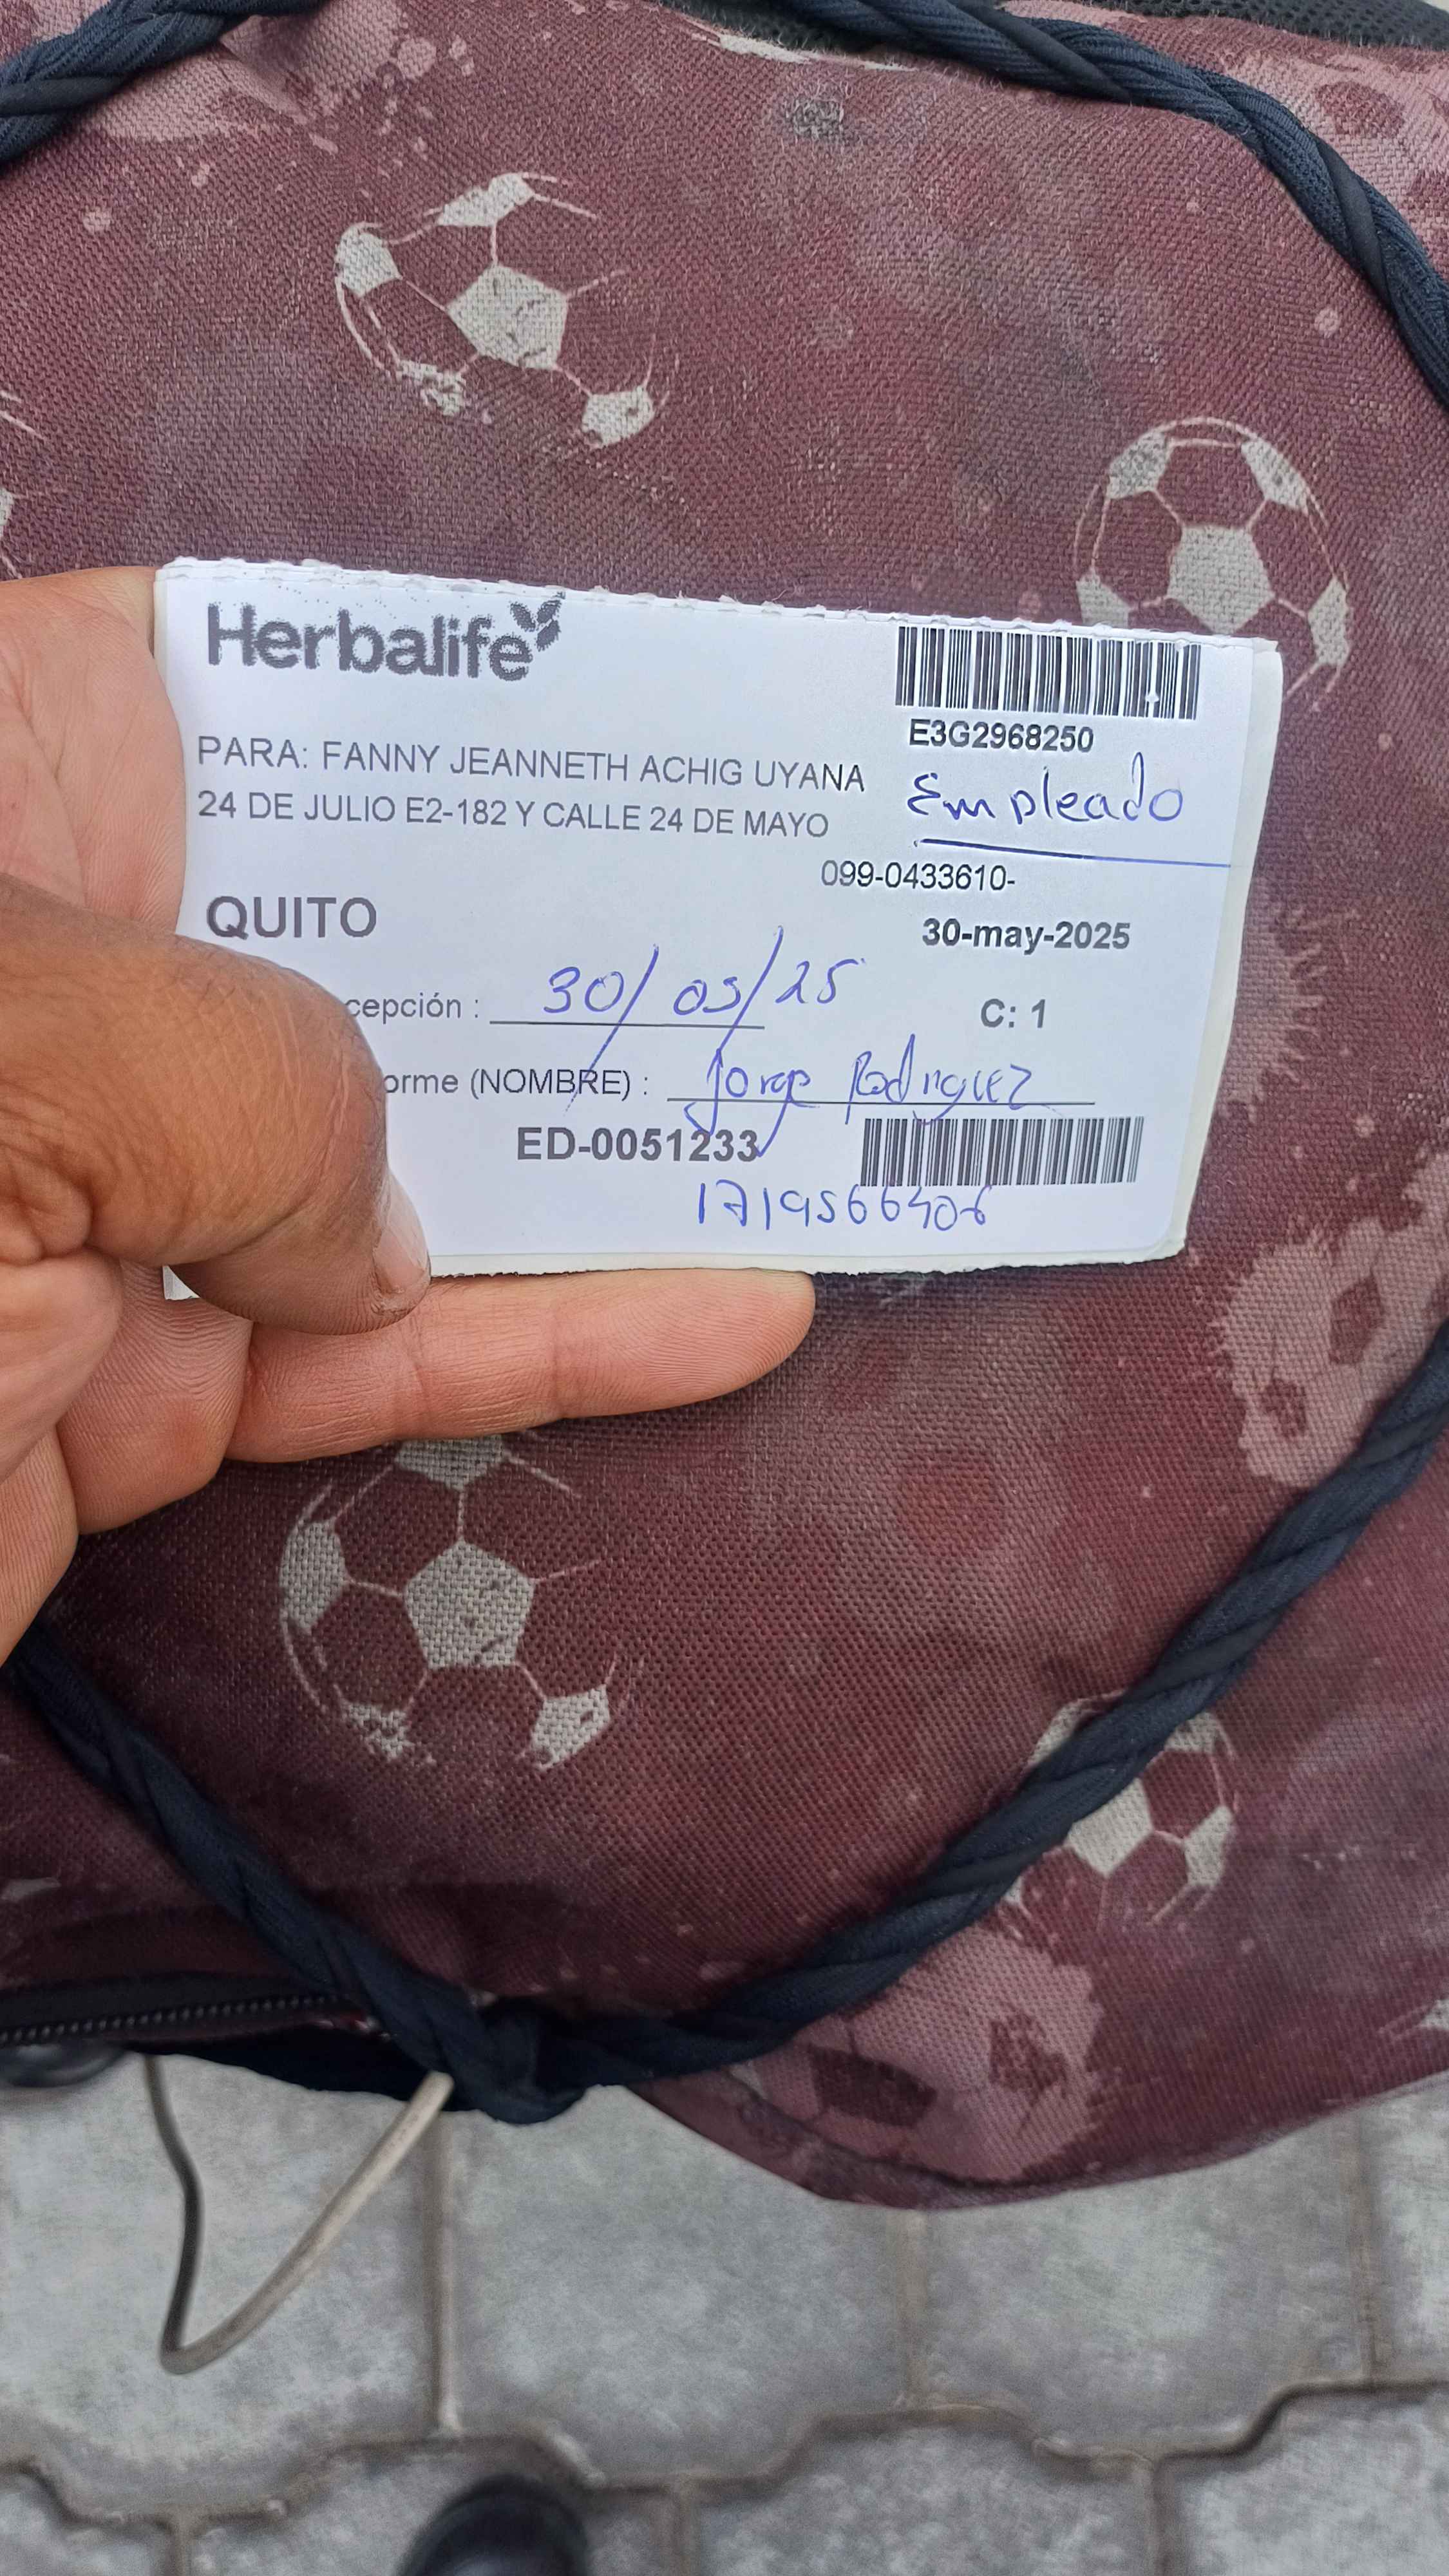 Herbalife
E3G2968250
PARA: FANNY JEANNETH ACHIG UYANA
Empleado
24 DE JULIO E2-182 Y CALLE 24 DE MAYO
099-0433610-
QUITO
30-may-2025
cepción : 30/05/25
C: 1
orme (NOMBRE) : Jorge Rodriguez
ED-0051233